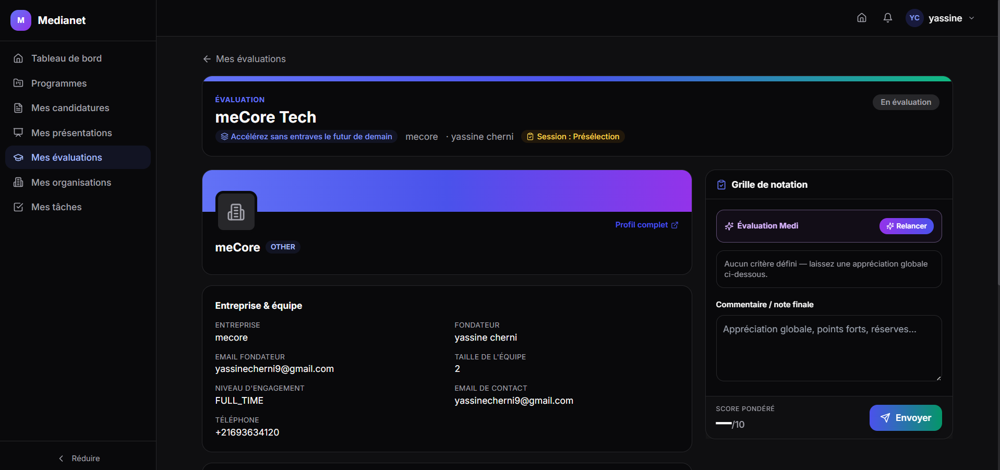 M Medianet
YC yassine
Tableau de bord
Programmes
Mes candidatures
Mes présentations
Mes évaluations
Mes organisations
Mes tâches
Réduire
Mes évaluations
ÉVALUATION
En évaluation
meCore Tech
Accélérez sans entraves le futur de demain mecore · yassine cherni Session : Présélection
Profil complet
meCore OTHER
Entreprise & équipe
ENTREPRISE
mecore
FONDATEUR
yassine cherni
EMAIL FONDATEUR
yassinecherni9@gmail.com
TAILLE DE L'ÉQUIPE
2
NIVEAU D'ENGAGEMENT
FULL_TIME
EMAIL DE CONTACT
yassinecherni9@gmail.com
TÉLÉPHONE
+21693634120
Grille de notation
Évaluation Medi Relancer
Aucun critère défini — laissez une appréciation globale
ci-dessous.
Commentaire / note finale
Appréciation globale, points forts, réserves...
SCORE PONDÉRÉ
—/10
Envoyer